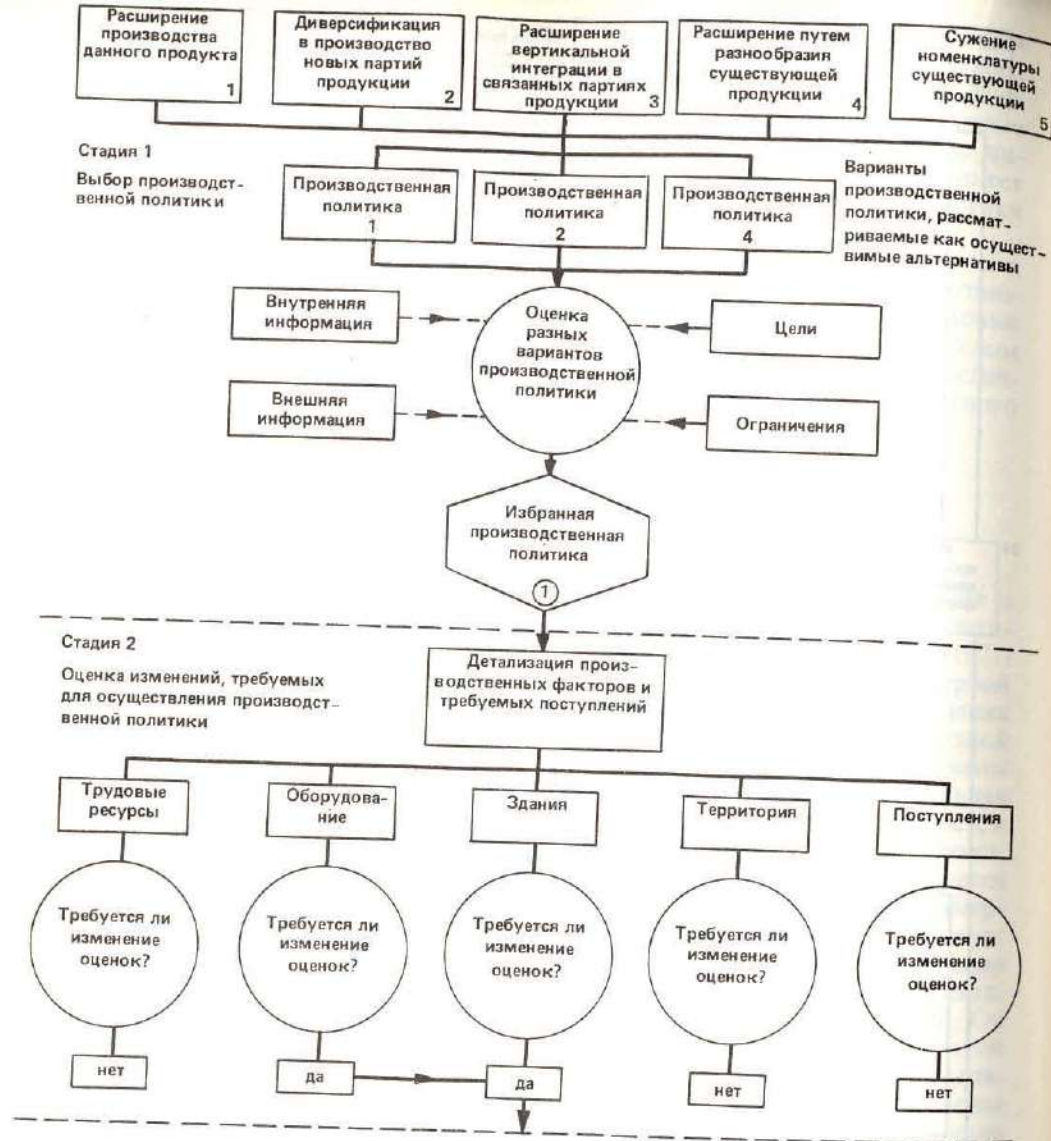 Расширение
производства
данного продукта
1
Диверсификация
в производство
новых партий
продукции
2
Расширение
вертикальной
интеграции в
связанных партиях
продукции
3
Расширение путем
разнообразия
существующей
продукции
4
Сужение
номенклатуры
существующей
продукции
5
Стадия 1
Выбор производст-
венной политики
Производственная
политика
1
Производственная
политика
2
Производственная
политика
4
Варианты
производственной
политики, рассмат-
риваемые как осущест-
вимые альтернативы
Внутренняя
информация
Оценка
разных
вариантов
производственной
политики
Цели
Внешняя
информация
Ограничения
Избранная
производственная
политика
1
Стадия 2
Оценка изменений, требуемых
для осуществления производст-
венной политики
Детализация произ-
водственных факторов и
требуемых поступлений
Трудовые
ресурсы
Оборудова-
ние
Здания
Территория
Поступления
Требуется ли
изменение
оценок?
Требуется ли
изменение
оценок?
Требуется ли
изменение
оценок?
Требуется ли
изменение
оценок?
Требуется ли
изменение
оценок?
нет
да
да
нет
нет